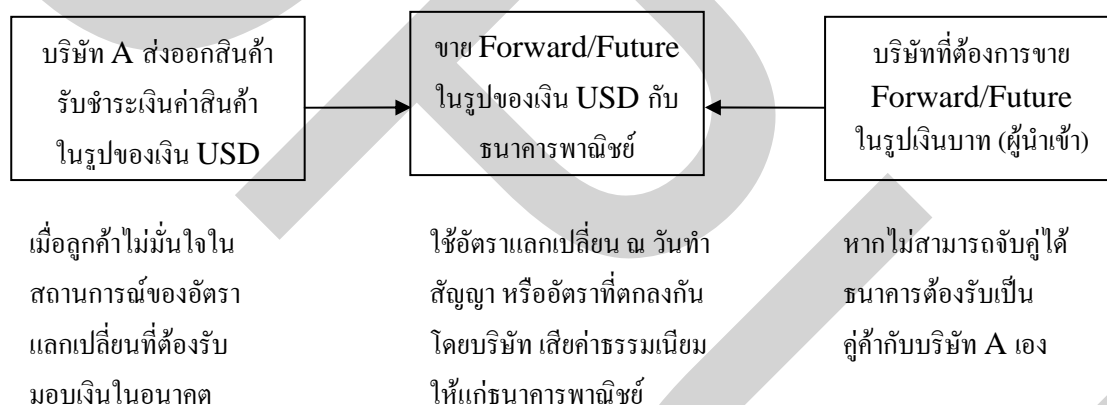 บริษัท A ส่งออกสินค้า
รับชำระเงินค่าสินค้า
ในรูปของเงิน USD
ขาย Forward/Future
ในรูปของเงิน USD กับ
ธนาคารพาณิชย์
บริษัทที่ต้องการขาย
Forward/Future
ในรูปเงินบาท (ผู้นำเข้า)
เมื่อลูกค้าไม่มั่นใจใน
สถานการณ์ของอัตรา
แลกเปลี่ยนที่ต้องรับ
มอบเงินในอนาคต
ใช้อัตราแลกเปลี่ยน ณ วันทำ
สัญญา หรืออัตราที่ตกลงกัน
โดยบริษัท เสียค่าธรรมเนียม
ให้แก่ธนาคารพาณิชย์
หากไม่สามารถจับคู่ได้
ธนาคารต้องรับเป็น
คู่ค้ากับบริษัท A เอง